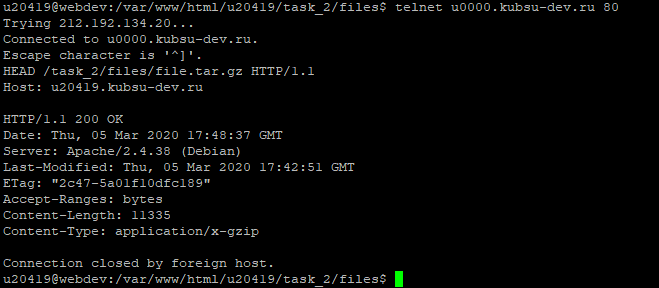 u20419@webdev:/var/www/html/u20419/task_2/files$ telnet u0000.kubsu-dev.ru 80
Trying 212.192.134.20...
Connected to u0000.kubsu-dev.ru.
Escape character is '^]'.
HEAD /task_2/files/file.tar.gz HTTP/1.1
Host: u20419.kubsu-dev.ru

HTTP/1.1 200 OK
Date: Thu, 05 Mar 2020 17:48:37 GMT
Server: Apache/2.4.38 (Debian)
Last-Modified: Thu, 05 Mar 2020 17:42:51 GMT
ETag: "2c47-5a01f10dfc189"
Accept-Ranges: bytes
Content-Length: 11335
Content-Type: application/x-gzip

Connection closed by foreign host.
u20419@webdev:/var/www/html/u20419/task_2/files$